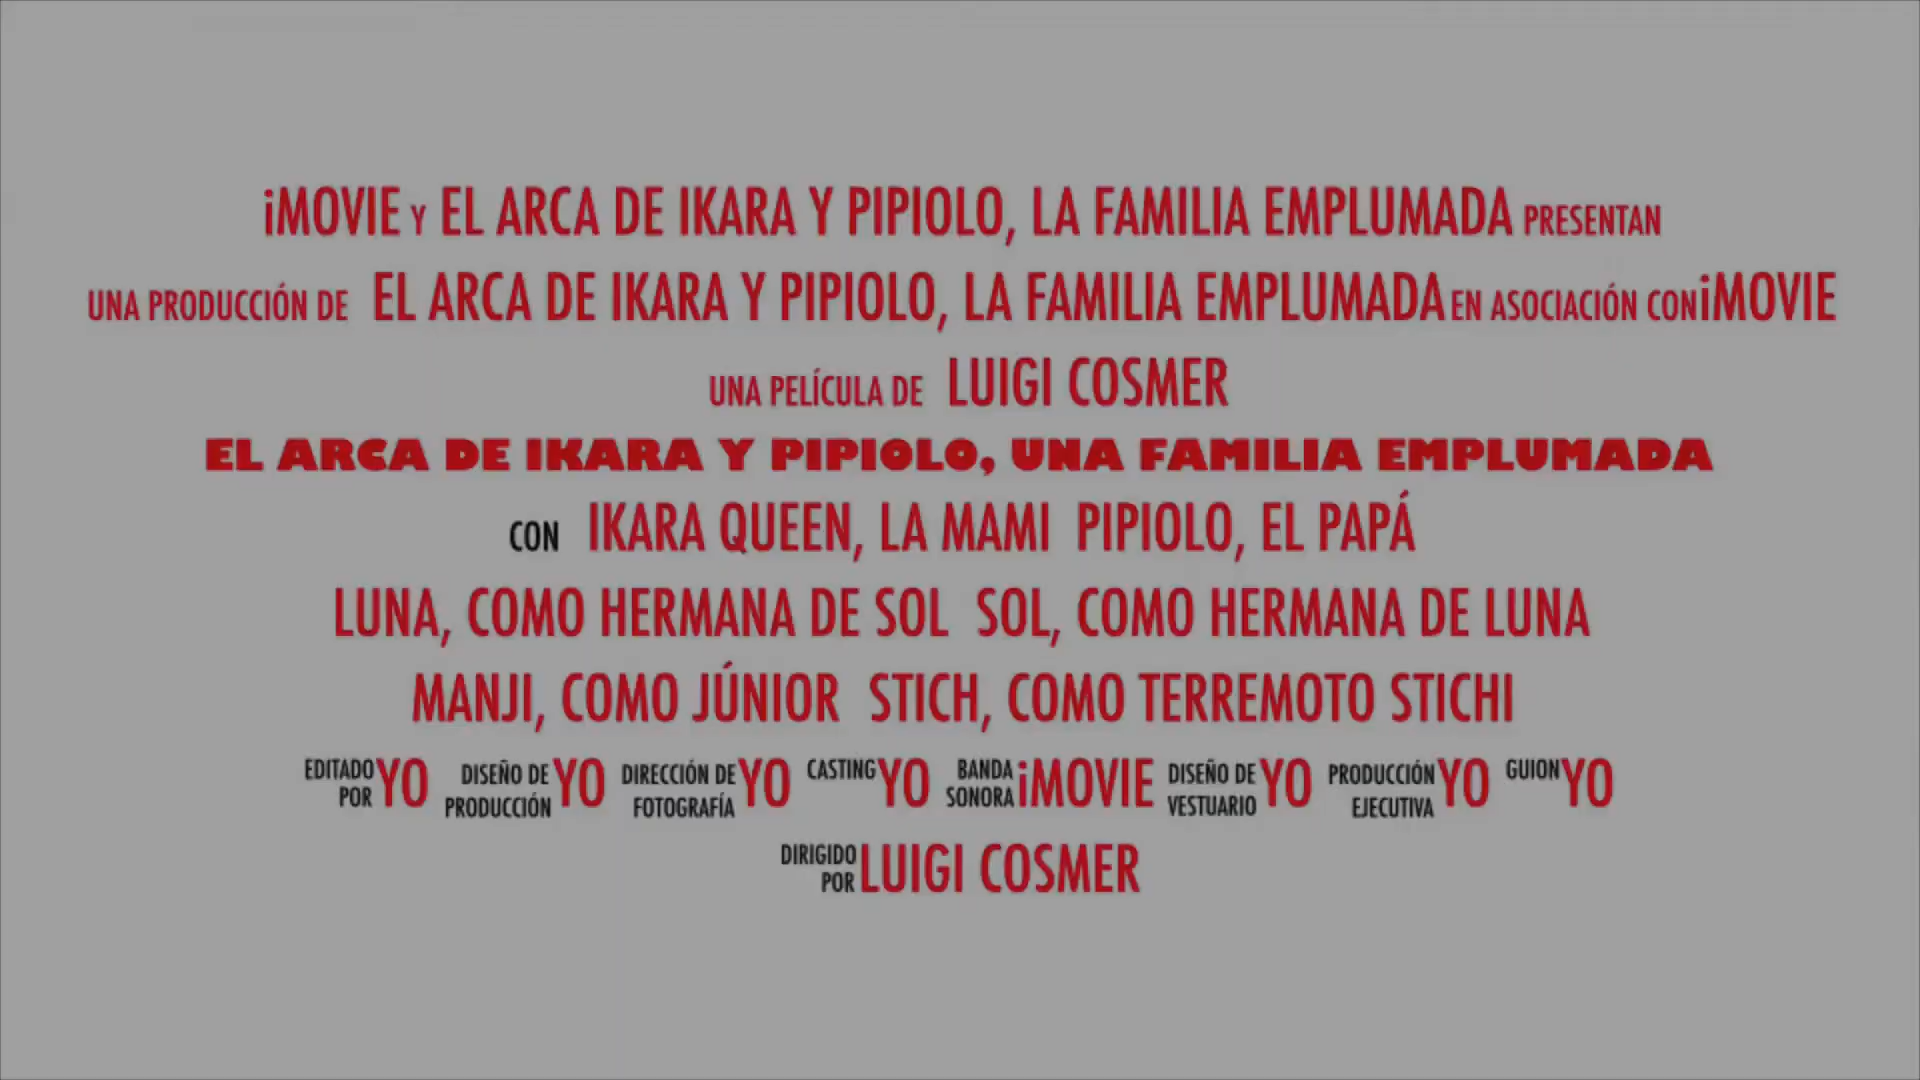 iMOVIE Y EL ARCA DE IKARA Y PIPIOLO, LA FAMILIA EMPLUMADA PRESENTAN
UNA PRODUCCIÓN DE EL ARCA DE IKARA Y PIPIOLO, LA FAMILIA EMPLUMADA EN ASOCIACIÓN CON iMOVIE
UNA PELÍCULA DE LUIGI COSMER
EL ARCA DE IKARA Y PIPIOLO, UNA FAMILIA EMPLUMADA
CON IKARA QUEEN, LA MAMI PIPIOLO, EL PAPÁ
LUNA, COMO HERMANA DE SOL SOL, COMO HERMANA DE LUNA
MANJI, COMO JÚNIOR STICH, COMO TERREMOTO STICHI
EDITADO POR YO DISEÑO DE PRODUCCIÓN YO DIRECCIÓN DE FOTOGRAFÍA YO CASTING YO BANDA SONORA iMOVIE DISEÑO DE VESTUARIO YO PRODUCCIÓN EJECUTIVA YO GUION YO
DIRIGIDO POR LUIGI COSMER